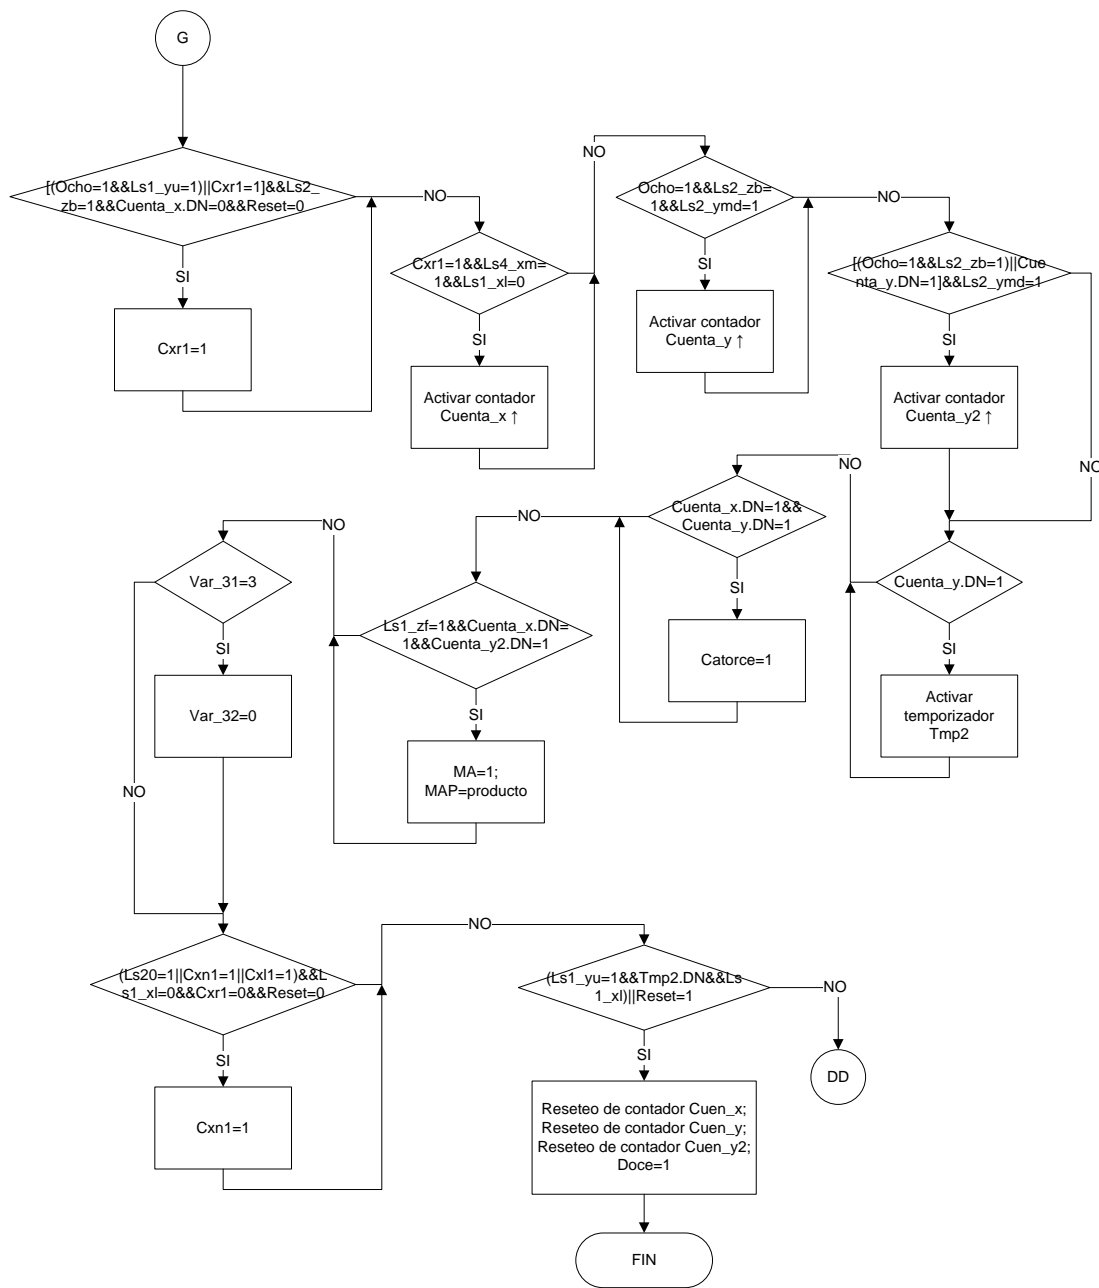 G
[(Ocho=1&&Ls1_yu=1)||Cxr1=1]&&Ls2_
zb=1&&Cuenta_x.DN=0&&Reset=0
NO
SI
Cxr1=1
Cxr1=1&&Ls4_xm=
1&&Ls1_xl=0
NO
SI
Activar contador
Cuenta_x ↑
Ocho=1&&Ls2_zb=
1&&Ls2_ymd=1
NO
SI
Activar contador
Cuenta_y ↑
[(Ocho=1&&Ls2_zb=1)||Cue
nta_y.DN=1]&&Ls2_ymd=1
NO
SI
Activar contador
Cuenta_y2 ↑
Cuenta_y.DN=1
NO
SI
Activar
temporizador
Tmp2
Cuenta_x.DN=1&&
Cuenta_y.DN=1
NO
SI
Catorce=1
Ls1_zf=1&&Cuenta_x.DN=
1&&Cuenta_y2.DN=1
NO
SI
MA=1;
MAP=producto
Var_31=3
NO
SI
Var_32=0
(Ls20=1||Cxn1=1||Cxl1=1)&&L
s1_xl=0&&Cxr1=0&&Reset=0
NO
SI
Cxn1=1
(Ls1_yu=1&&Tmp2.DN&&Ls
1_xl)||Reset=1
NO
DD
SI
Reseteo de contador Cuen_x;
Reseteo de contador Cuen_y;
Reseteo de contador Cuen_y2;
Doce=1
FIN